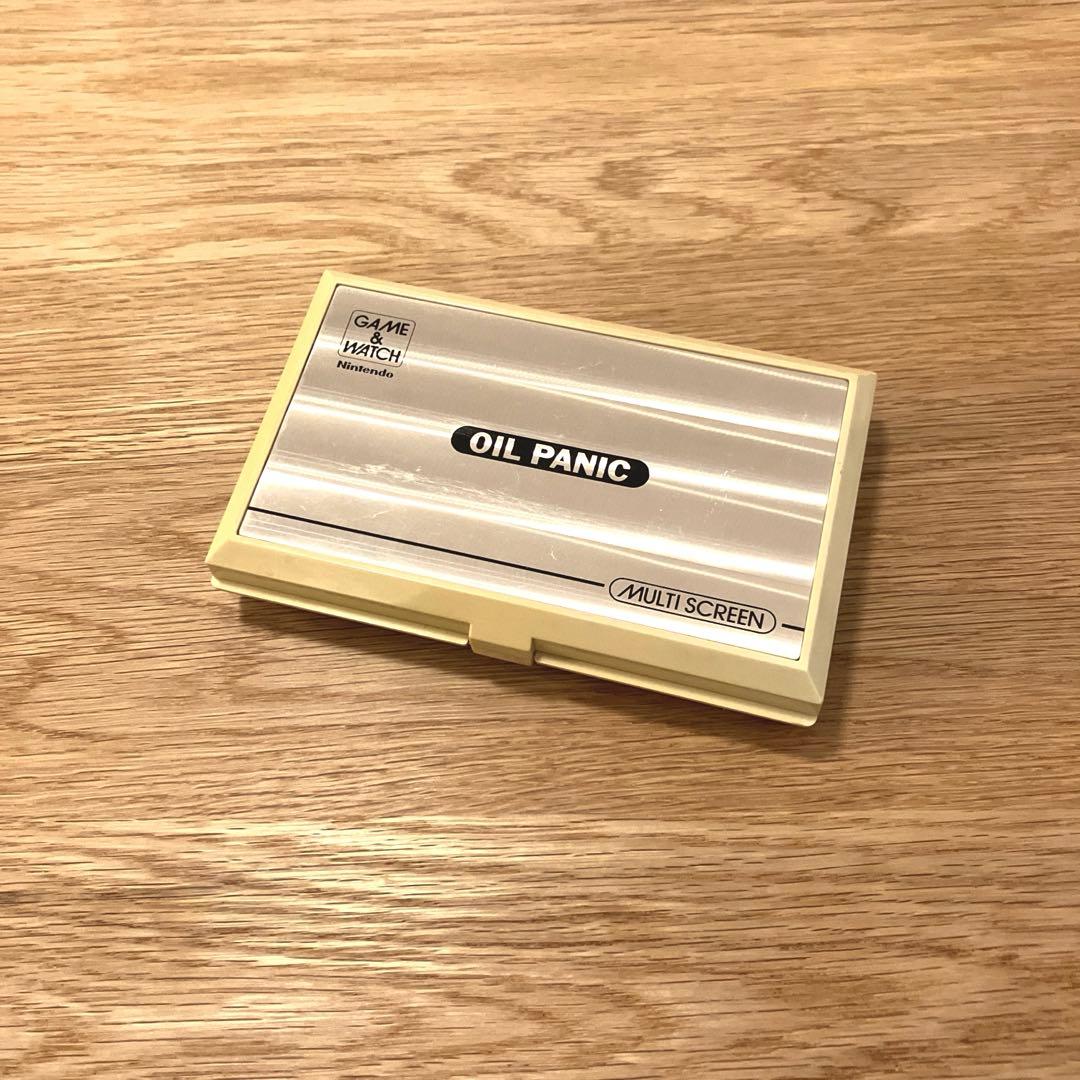 GAME
&
WATCH
Nintendo
OIL PANIC
MULTI SCREEN